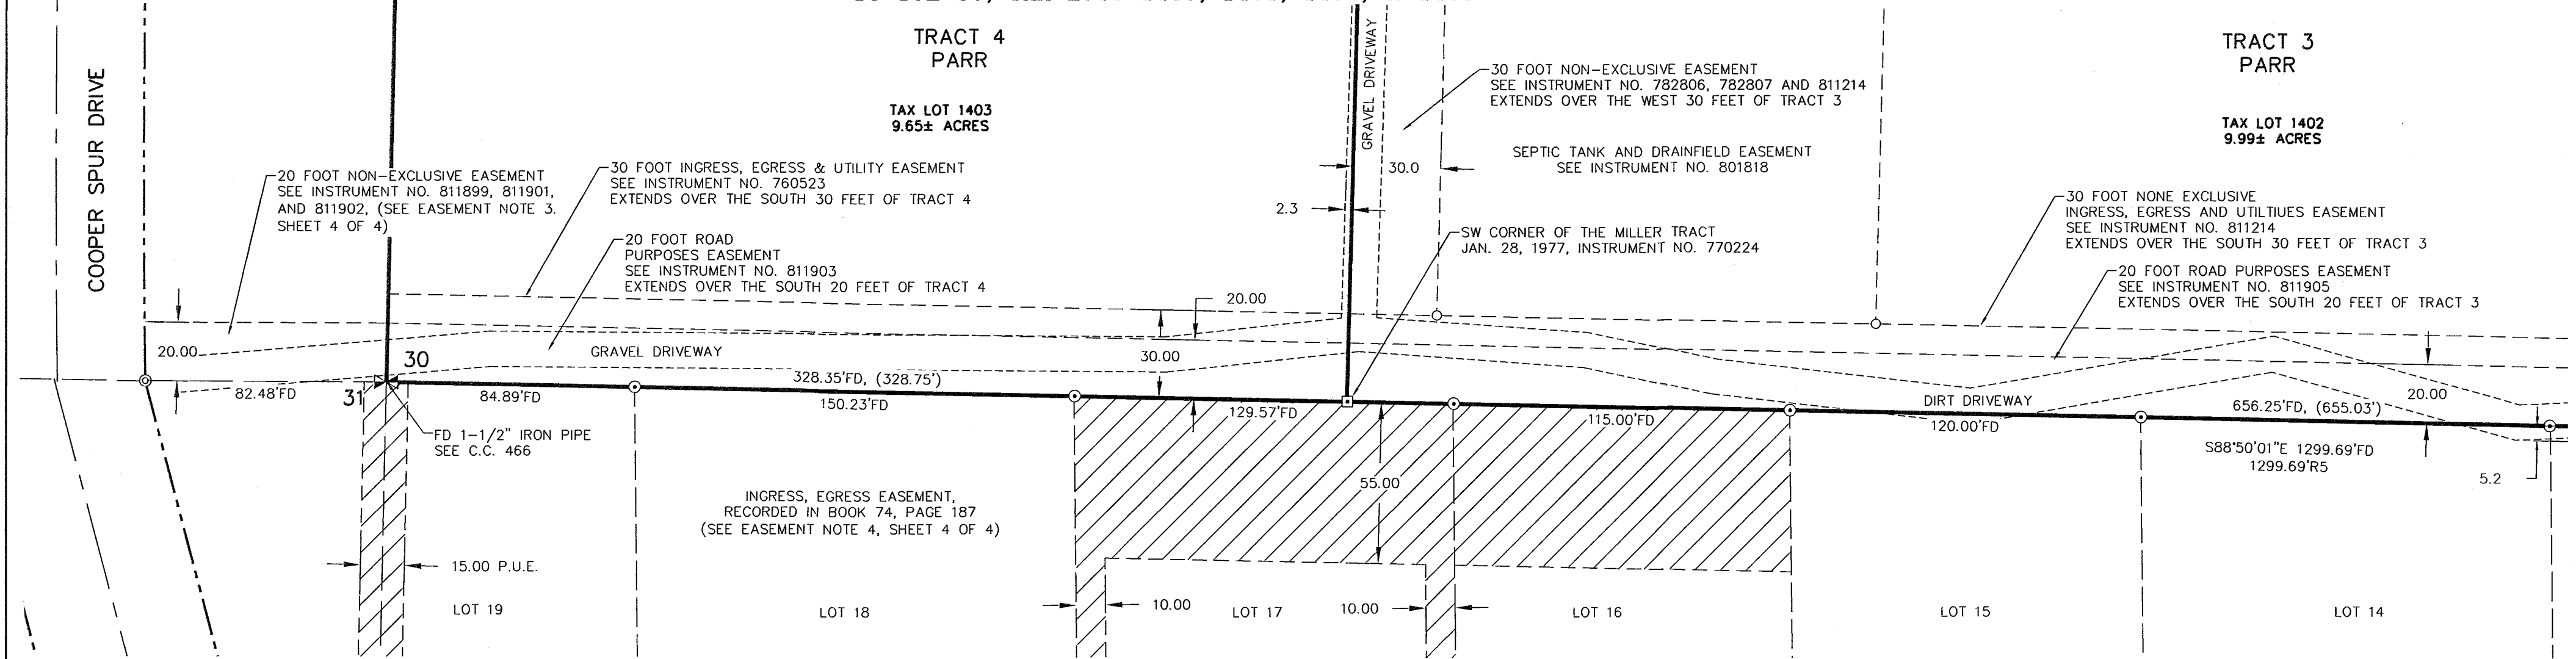 COOPER SPUR DRIVE
TRACT 4
PARR
TAX LOT 1403
9.65± ACRES
GRAVEL DRIVEWAY
30 FOOT NON-EXCLUSIVE EASEMENT
SEE INSTRUMENT NO. 782806, 782807 AND 811214
EXTENDS OVER THE WEST 30 FEET OF TRACT 3
TRACT 3
PARR
TAX LOT 1402
9.99± ACRES
SEPTIC TANK AND DRAINFIELD EASEMENT
SEE INSTRUMENT NO. 801818
30.0
2.3
20 FOOT NON-EXCLUSIVE EASEMENT
SEE INSTRUMENT NO. 811899, 811901,
AND 811902, (SEE EASEMENT NOTE 3.
SHEET 4 OF 4)
30 FOOT INGRESS, EGRESS & UTILITY EASEMENT
SEE INSTRUMENT NO. 760523
EXTENDS OVER THE SOUTH 30 FEET OF TRACT 4
20 FOOT ROAD
PURPOSES EASEMENT
SEE INSTRUMENT NO. 811903
EXTENDS OVER THE SOUTH 20 FEET OF TRACT 4
SW CORNER OF THE MILLER TRACT
JAN. 28, 1977, INSTRUMENT NO. 770224
30 FOOT NONE EXCLUSIVE
INGRESS, EGRESS AND UTILTIUES EASEMENT
SEE INSTRUMENT NO. 811214
EXTENDS OVER THE SOUTH 30 FEET OF TRACT 3
20 FOOT ROAD PURPOSES EASEMENT
SEE INSTRUMENT NO. 811905
EXTENDS OVER THE SOUTH 20 FEET OF TRACT 3
20.00
20.00
30.00
GRAVEL DRIVEWAY
30
31
82.48'FD
84.89'FD
328.35'FD, (328.75')
150.23'FD
129.57'FD
115.00'FD
DIRT DRIVEWAY
120.00'FD
656.25'FD, (655.03')
20.00
S88°50'01"E 1299.69'FD
1299.69'R5
5.2
FD 1-1/2" IRON PIPE
SEE C.C. 466
INGRESS, EGRESS EASEMENT,
RECORDED IN BOOK 74, PAGE 187
(SEE EASEMENT NOTE 4, SHEET 4 OF 4)
55.00
15.00 P.U.E.
10.00
10.00
LOT 19
LOT 18
LOT 17
LOT 16
LOT 15
LOT 14